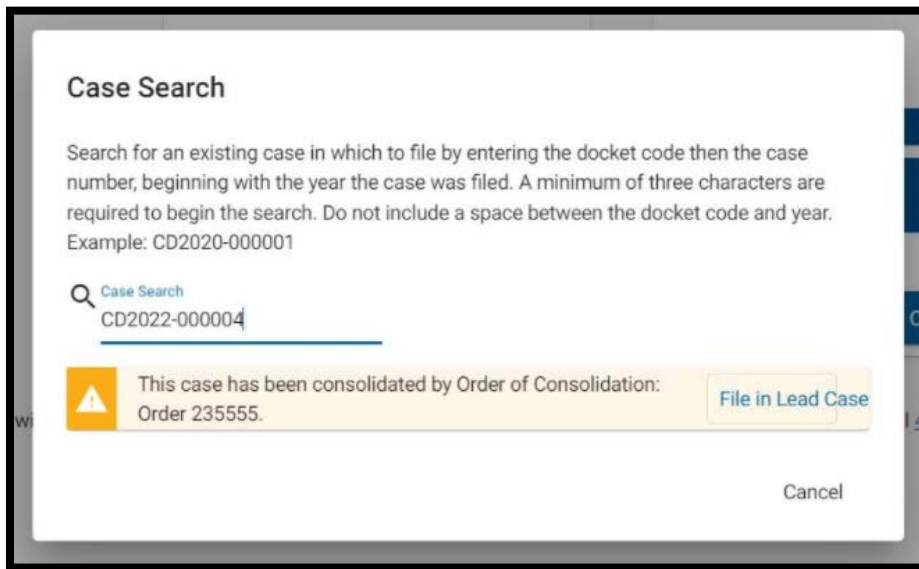 Case Search
Search for an existing case in which to file by entering the docket code then the case
number, beginning with the year the case was filed. A minimum of three characters are
required to begin the search. Do not include a space between the docket code and year.
Example: CD2020-000001
Case Search
CD2022-000004
This case has been consolidated by Order of Consolidation:
Order 235555.
File in Lead Case
Cancel